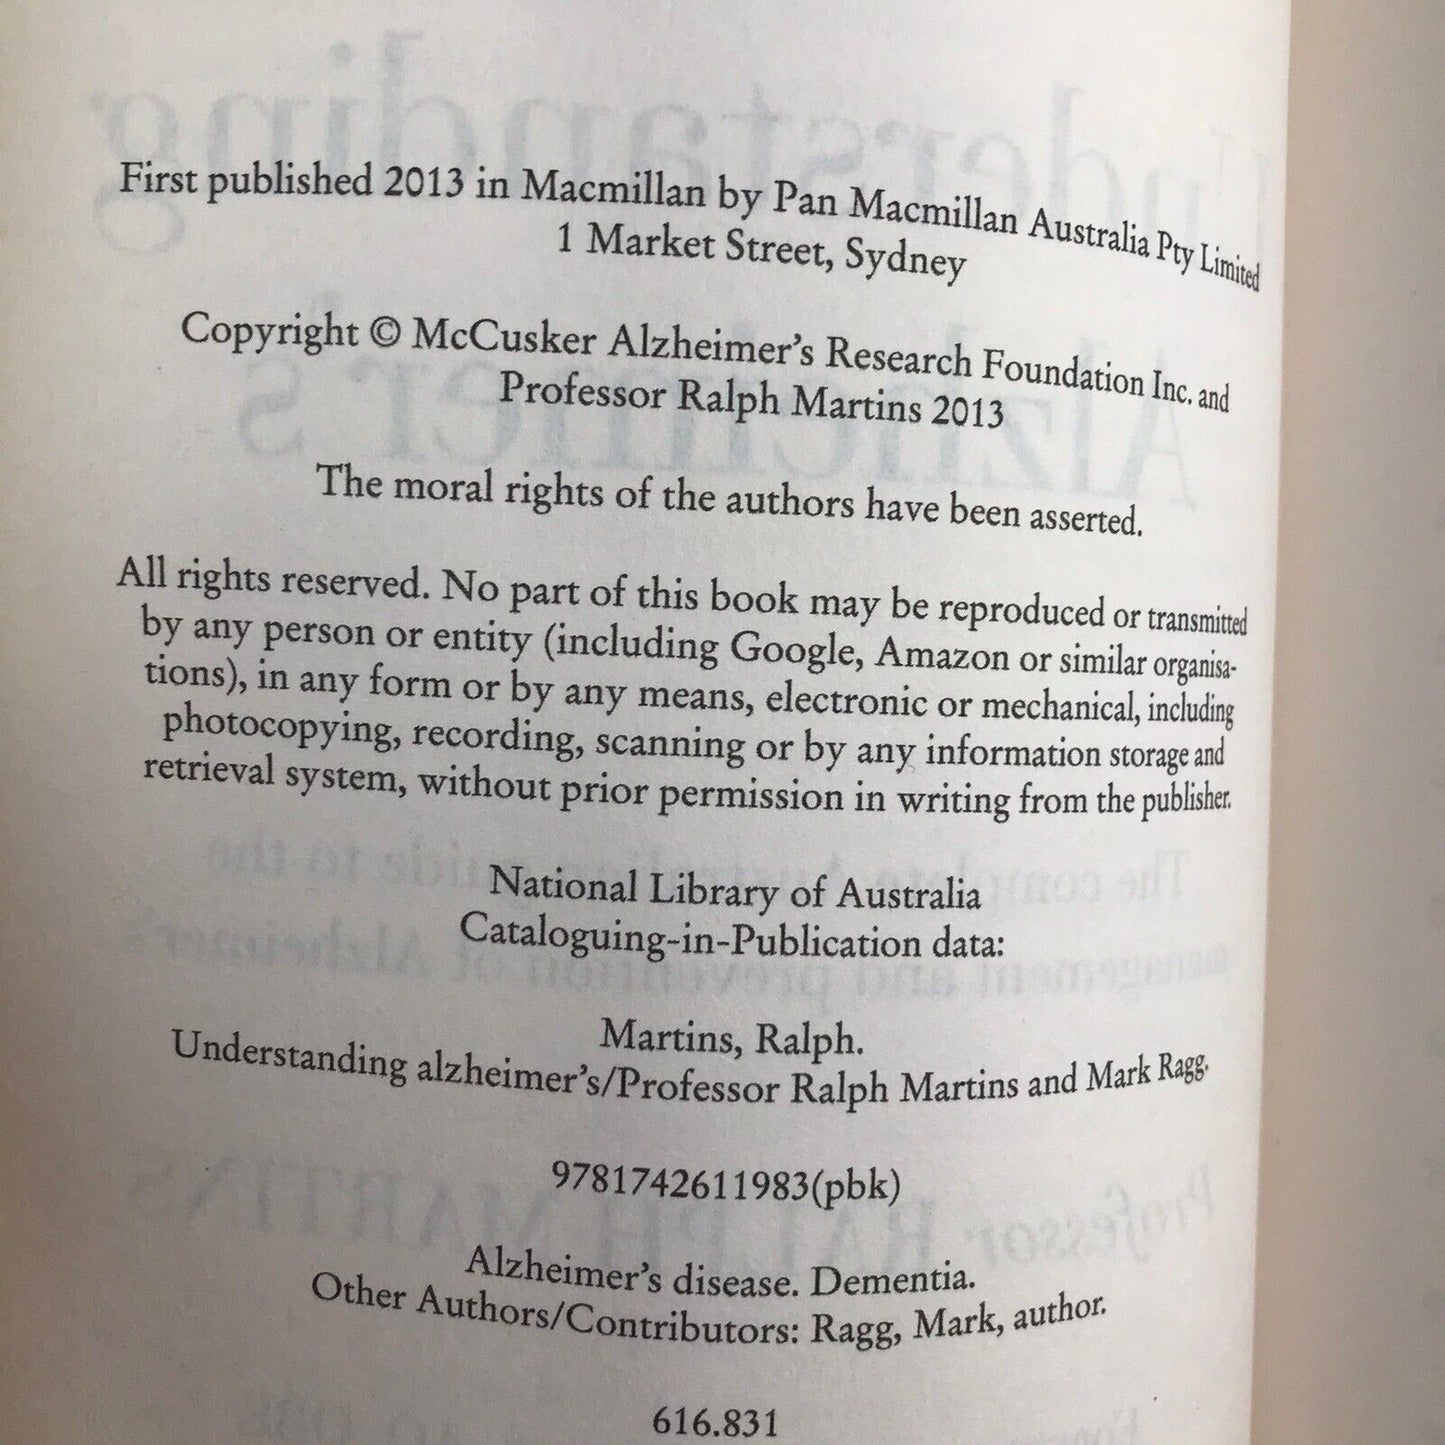 First published 2013 in Macmillan by Pan Macmillan Australia Pty Limited
1 Market Street, Sydney
Copyright © McCusker Alzheimer's Research Foundation Inc. and
Professor Ralph Martins 2013
The moral rights of the authors have been asserted.
All rights reserved. No part of this book may be reproduced or transmitted
by any person or entity (including Google, Amazon or similar organisa-
tions), in any form or by any means, electronic or mechanical, including
photocopying, recording, scanning or by any information storage and
retrieval system, without prior permission in writing from the publisher.
National Library of Australia
Cataloguing-in-Publication data:
Martins, Ralph.
Understanding alzheimer's/Professor Ralph Martins and Mark Ragg.
9781742611983(pbk)
Alzheimer's disease. Dementia.
Other Authors/Contributors: Ragg, Mark, author.
616.831